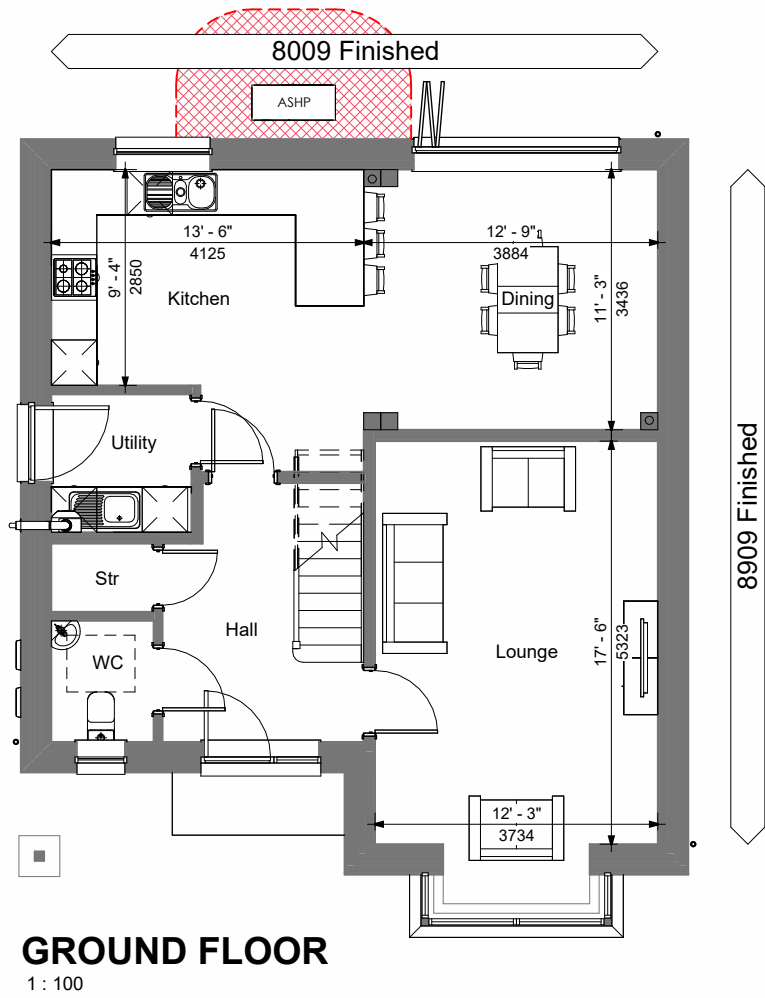 8009 Finished
ASHP
13' - 6"
4125
12' - 9"
3884
9' - 4"
2850
Kitchen
Dining
11' - 3"
3436
Utility
8909 Finished
Str
Hall
WC
Lounge
17' - 6"
5323
12' - 3"
3734
GROUND FLOOR
1 : 100